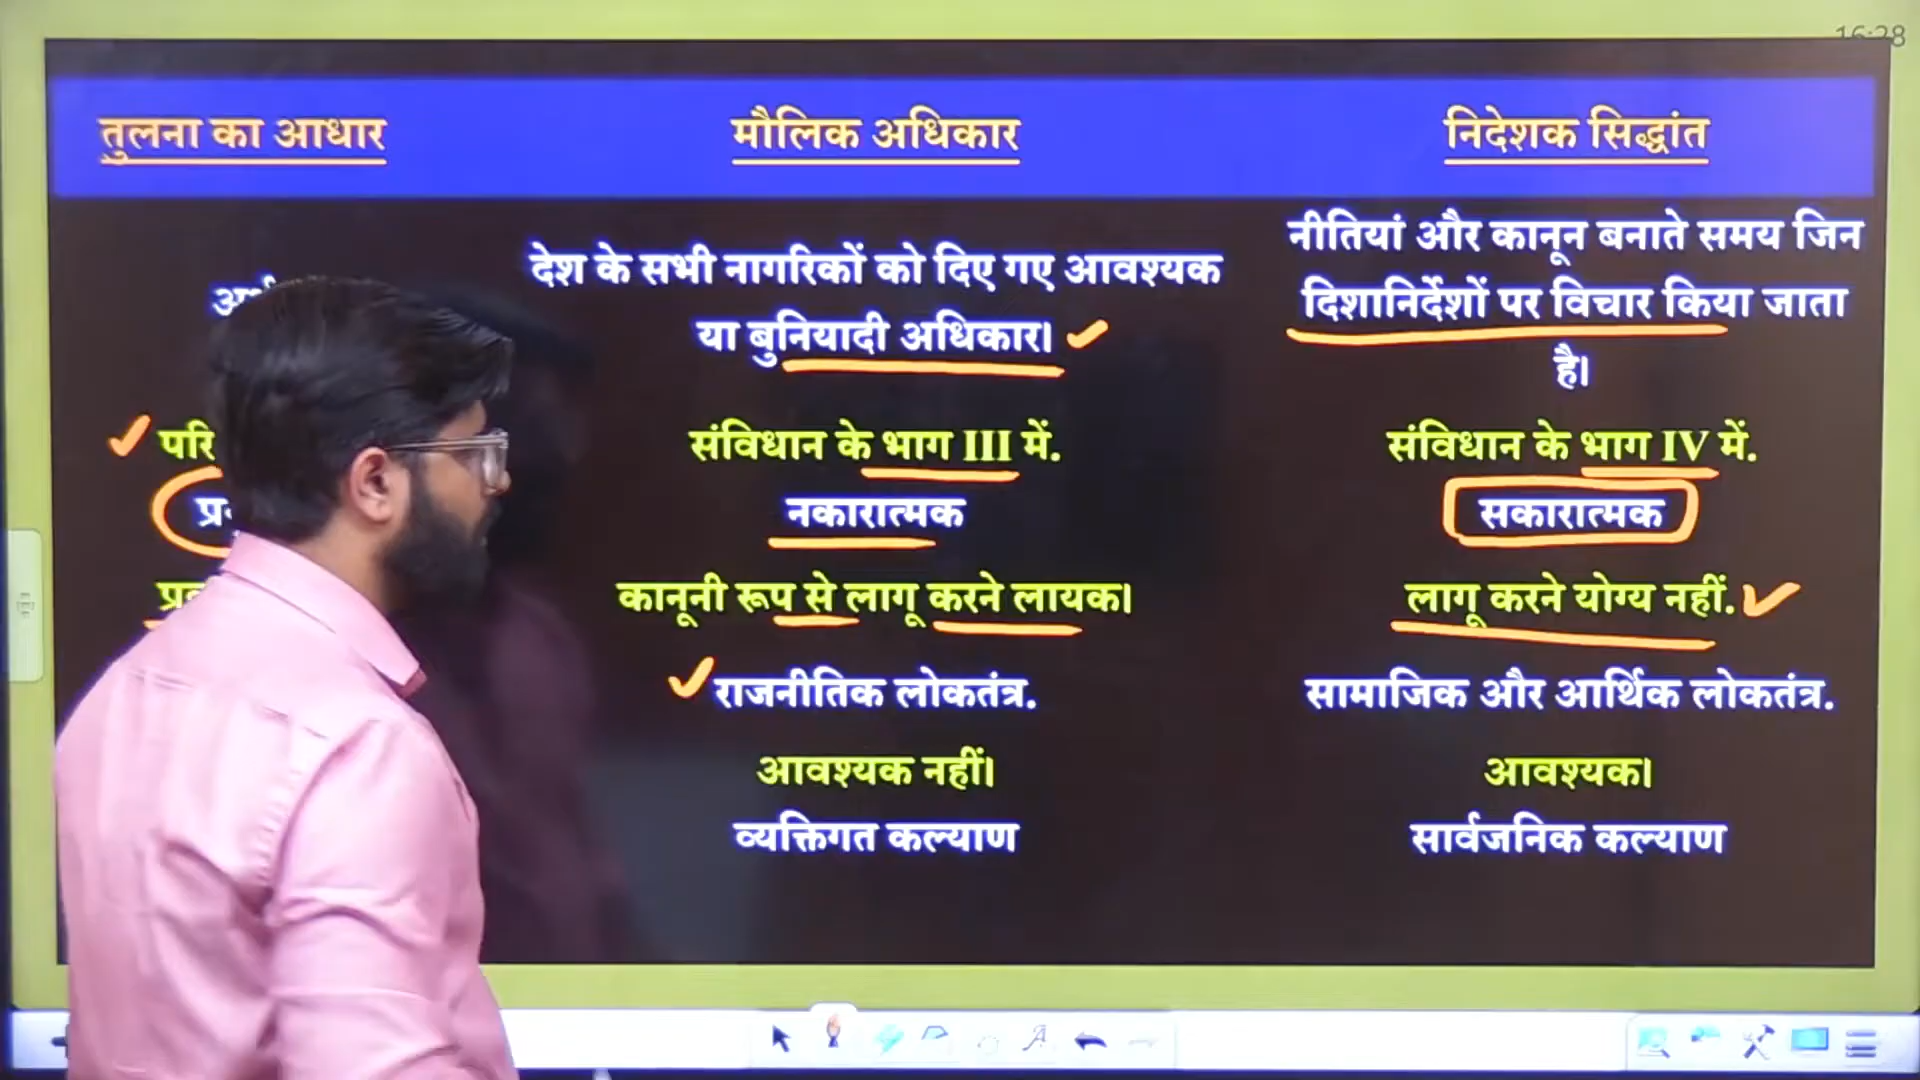 16:28
तुलना का आधार मौलिक अधिकार निदेशक सिद्धांत
देश के सभी नागरिकों को दिए गए आवश्यक
या बुनियादी अधिकार।
नीतियां और कानून बनाते समय जिन
दिशानिर्देशों पर विचार किया जाता
है।
संविधान के भाग III में. संविधान के भाग IV में.
नकारात्मक सकारात्मक
कानूनी रूप से लागू करने लायक। लागू करने योग्य नहीं.
राजनीतिक लोकतंत्र. सामाजिक और आर्थिक लोकतंत्र.
आवश्यक नहीं। आवश्यक।
व्यक्तिगत कल्याण सार्वजनिक कल्याण